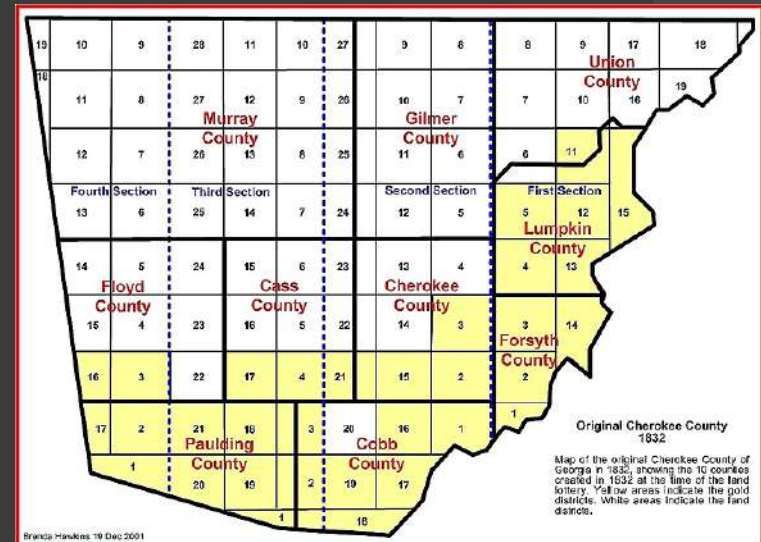 19 10 9 28 11 10 27 9 8 8 9 17 18
Union
County
18
11 8 27 12 9 26 10 7 7 10 16 19
Murray
County
Gilmer
County
12 7 26 13 8 25 11 6 6 11
Fourth Section Third Section Second Section First Section
13 6 25 14 7 24 12 5 5 12 15
Lumpkin
County
14 5 24 15 6 23 13 4 4 13
Floyd
County
Cass
County
Cherokee
County
15 4 23 16 5 22 14 3 3 14
Forsyth
County
16 3 22 17 4 21 15 2 2
1
17 2 21 18 3 20 16 1
Paulding
County
Cobb
County
1 20 19 2 19 17
1 18
Original Cherokee County
1832
Map of the original Cherokee County of
Georgia in 1832, showing the 10 counties
created in 1832 at the time of the land
lottery. Yellow areas indicate the gold
districts. White areas indicate the land
districts.
Brenda Hawkins 19 Dec 2001